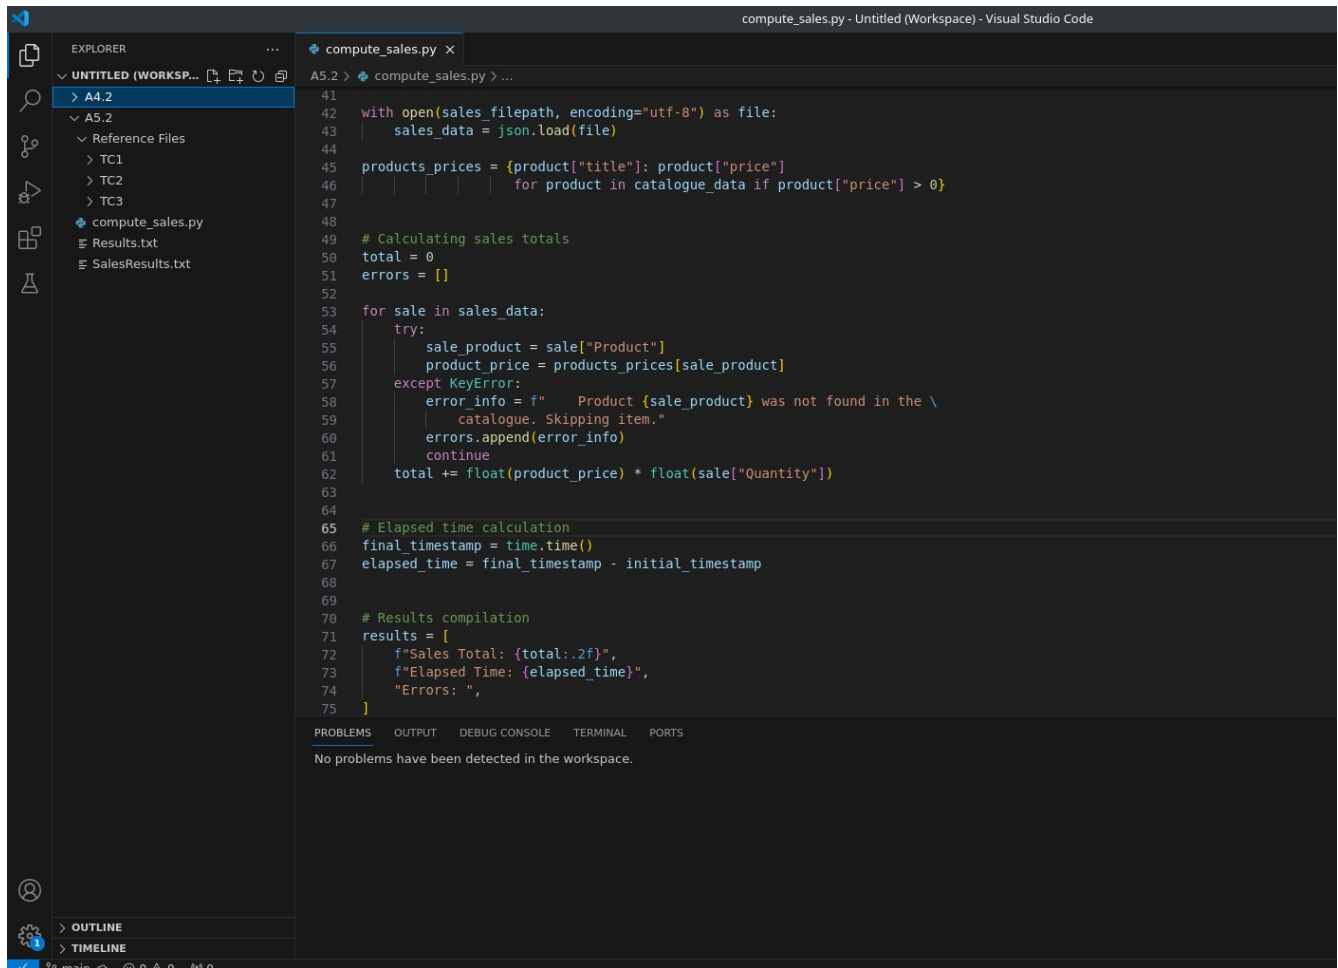 compute_sales.py - Untitled (Workspace) - Visual Studio Code
EXPLORER
UNTITLED (WORKSP...
A4.2
A5.2
Reference Files
TC1
TC2
TC3
compute_sales.py
Results.txt
SalesResults.txt
OUTLINE
TIMELINE
1
compute_sales.py
A5.2 > compute_sales.py > ...
41
42 with open(sales_filepath, encoding="utf-8") as file:
43     sales_data = json.load(file)
44
45 products_prices = {product["title"]: product["price"]
46                    for product in catalogue_data if product["price"] > 0}
47
48
49 # Calculating sales totals
50 total = 0
51 errors = []
52
53 for sale in sales_data:
54     try:
55         sale_product = sale["Product"]
56         product_price = products_prices[sale_product]
57     except KeyError:
58         error_info = f"    Product {sale_product} was not found in the \
59             catalogue. Skipping item."
60         errors.append(error_info)
61         continue
62     total += float(product_price) * float(sale["Quantity"])
63
64
65 # Elapsed time calculation
66 final_timestamp = time.time()
67 elapsed_time = final_timestamp - initial_timestamp
68
69
70 # Results compilation
71 results = [
72     f"Sales Total: {total:.2f}",
73     f"Elapsed Time: {elapsed_time}",
74     "Errors: ",
75 ]
PROBLEMS OUTPUT DEBUG CONSOLE TERMINAL PORTS
No problems have been detected in the workspace.
main 0 0 0